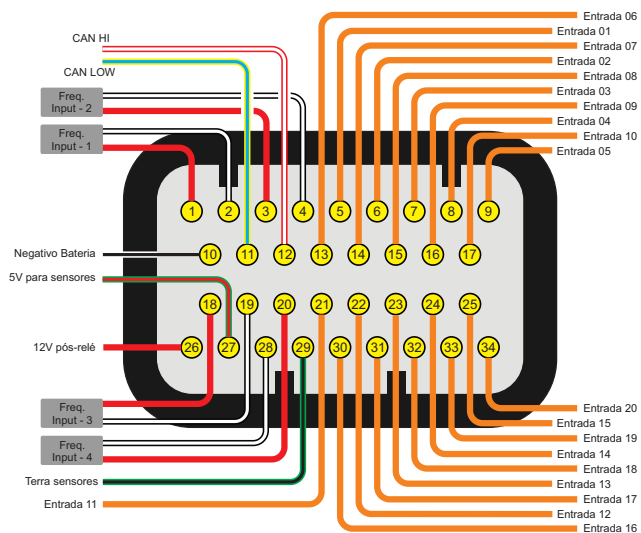 CAN HI
CAN LOW
Freq.
Input - 2
Freq.
Input - 1
Entrada 06
Entrada 01
Entrada 07
Entrada 02
Entrada 08
Entrada 03
Entrada 09
Entrada 04
Entrada 10
Entrada 05
1 2 3 4 5 6 7 8 9
Negativo Bateria
10 11 12 13 14 15 16 17
5V para sensores
18 19 20 21 22 23 24 25
12V pós-relé
26 27 28 29 30 31 32 33 34
Freq.
Input - 3
Freq.
Input - 4
Terra sensores
Entrada 11
Entrada 20
Entrada 15
Entrada 19
Entrada 14
Entrada 18
Entrada 13
Entrada 17
Entrada 12
Entrada 16